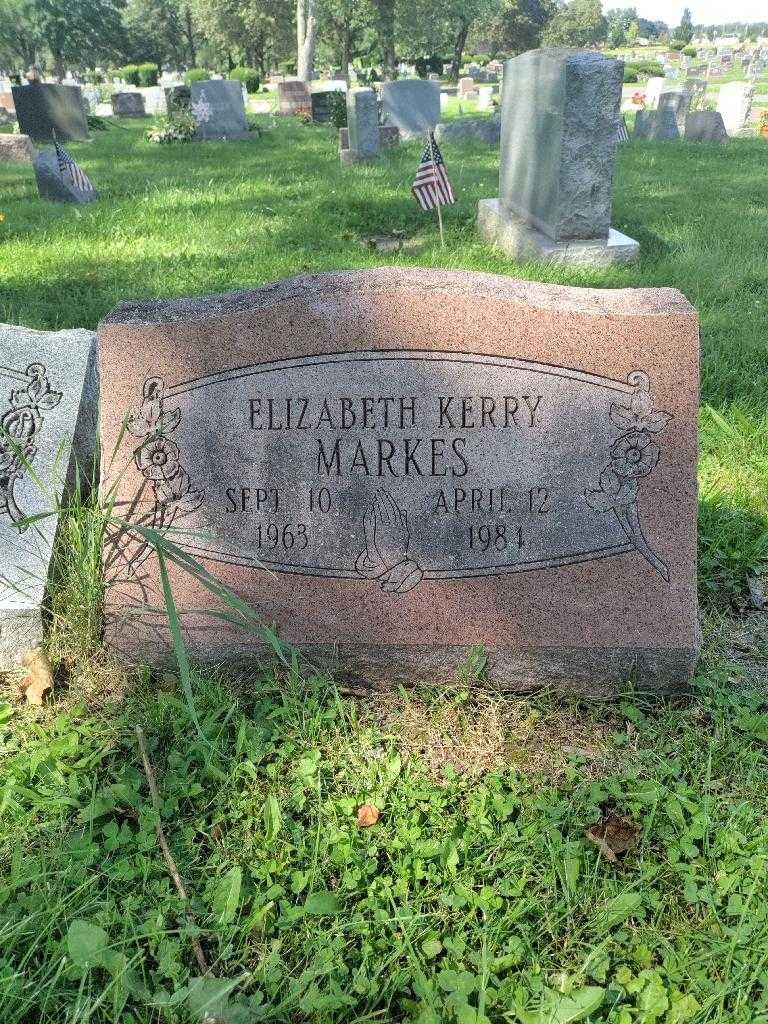 ELIZABETH KERRY
MARKES
SEPT. 10 APRIL 12
1963 1984